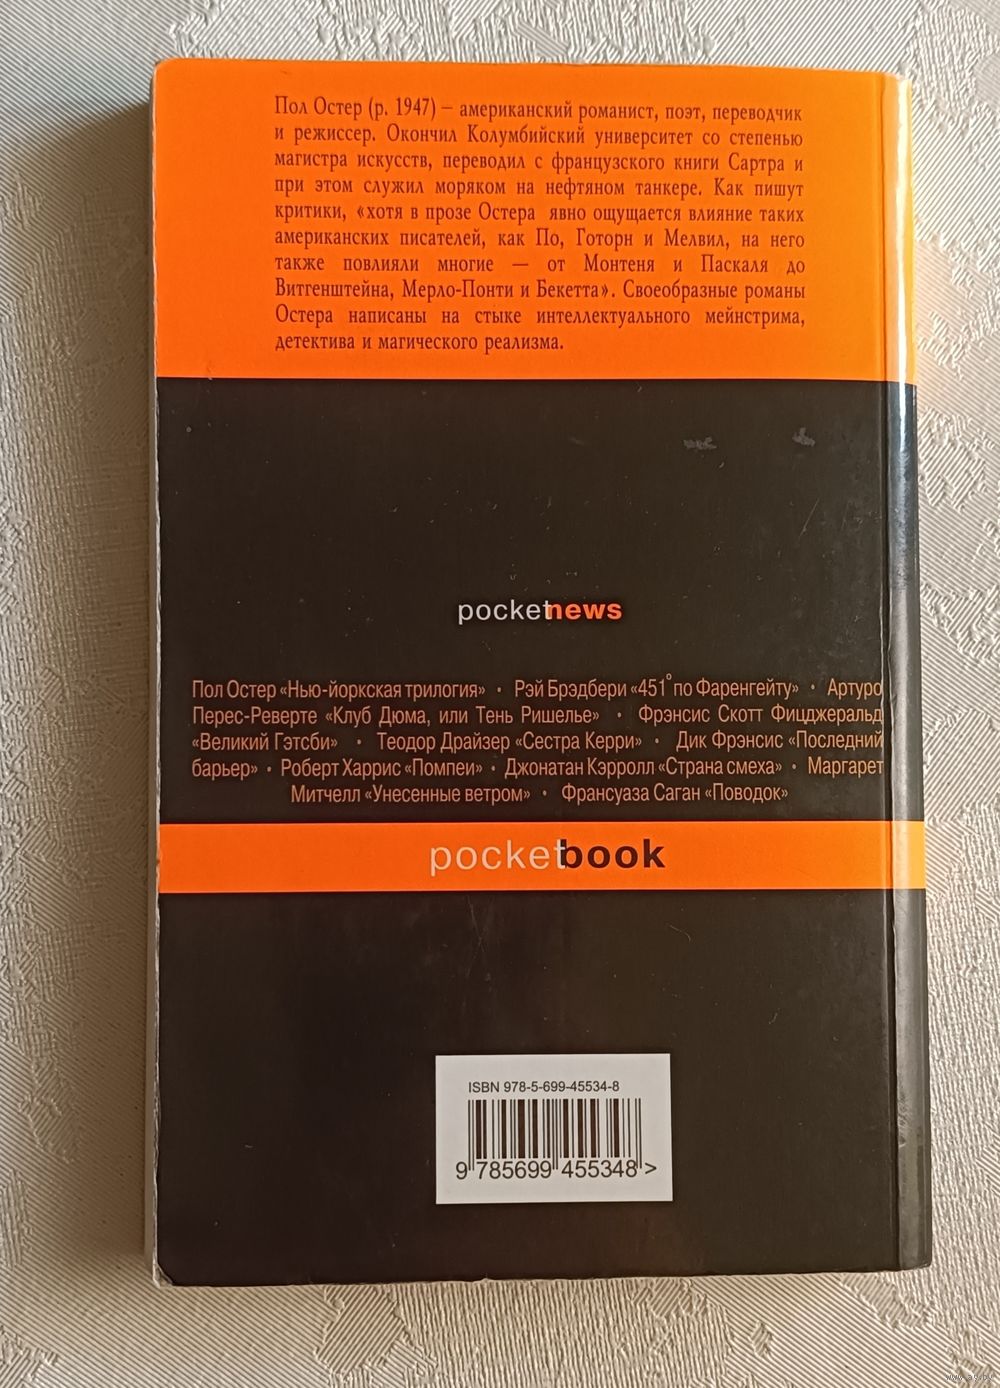 Пол Остер (р. 1947) – американский романист, поэт, переводчик
и режиссер. Окончил Колумбийский университет со степенью
магистра искусств, переводил с французского книги Сартра и
при этом служил моряком на нефтяном танкере. Как пишут
критики, «хотя в прозе Остера явно ощущается влияние таких
американских писателей, как По, Готорн и Мелвил, на него
также повлияли многие — от Монтеня и Паскаля до
Витгенштейна, Мерло-Понти и Бекетта». Своеобразные романы
Остера написаны на стыке интеллектуального мейнстрима,
детектива и магического реализма.
pocketnews
Пол Остер «Нью-йоркская трилогия» • Рэй Брэдбери «451° по Фаренгейту» • Артуро
Перес-Реверте «Клуб Дюма, или Тень Ришелье» • Фрэнсис Скотт Фицджеральд
«Великий Гэтсби» • Теодор Драйзер «Сестра Керри» • Дик Фрэнсис «Последний
барьер» • Роберт Харрис «Помпеи» • Джонатан Кэрролл «Страна смеха» • Маргарет
Митчелл «Унесенные ветром» • Франсуаза Саган «Поводок»
pocketbook
ISBN 978-5-699-45534-8
9 785699 455348 >